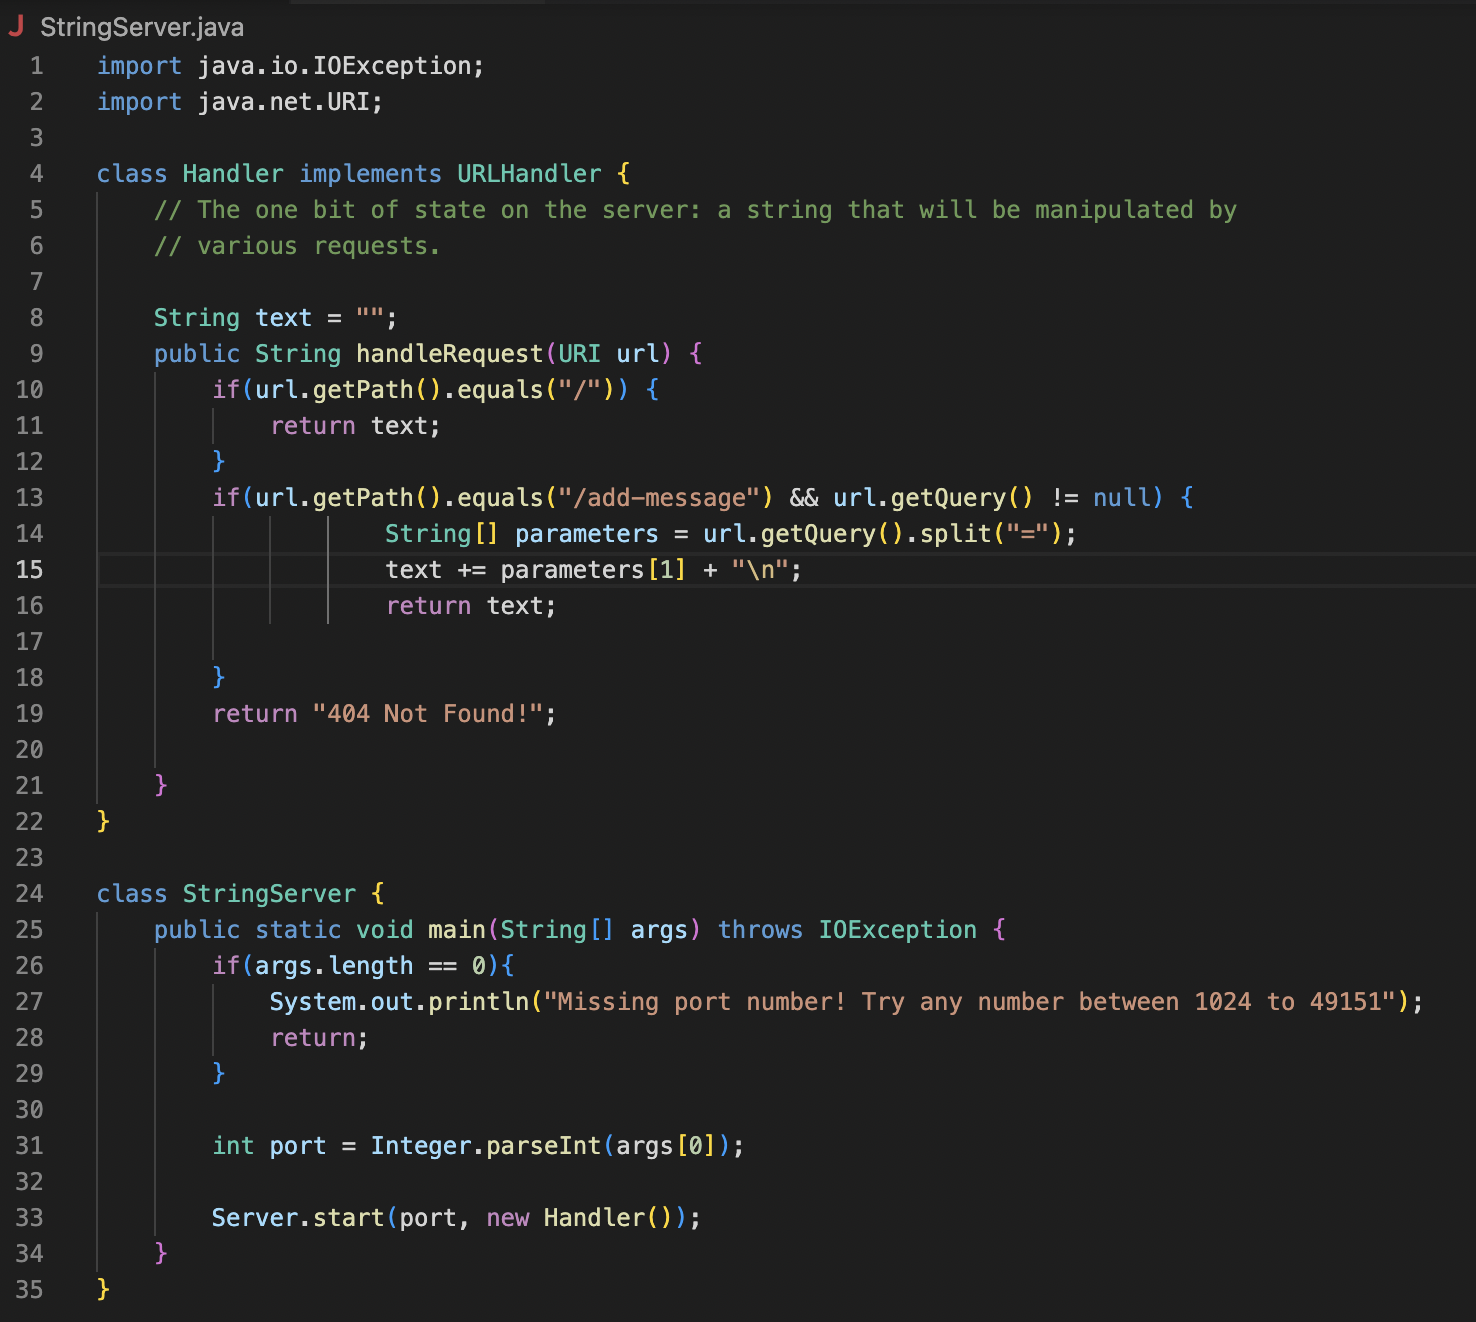 J StringServer.java
1 import java.io.IOException;
2 import java.net.URI;
3
4 class Handler implements URLHandler {
5     // The one bit of state on the server: a string that will be manipulated by
6     // various requests.
7
8     String text = "";
9     public String handleRequest(URI url) {
10         if(url.getPath().equals("/")) {
11             return text;
12         }
13         if(url.getPath().equals("/add-message") && url.getQuery() != null) {
14                     String[] parameters = url.getQuery().split("=");
15                     text += parameters[1] + "\n";
16                     return text;
17
18         }
19         return "404 Not Found!";
20
21     }
22 }
23
24 class StringServer {
25     public static void main(String[] args) throws IOException {
26         if(args.length == 0){
27             System.out.println("Missing port number! Try any number between 1024 to 49151");
28             return;
29         }
30
31         int port = Integer.parseInt(args[0]);
32
33         Server.start(port, new Handler());
34     }
35 }